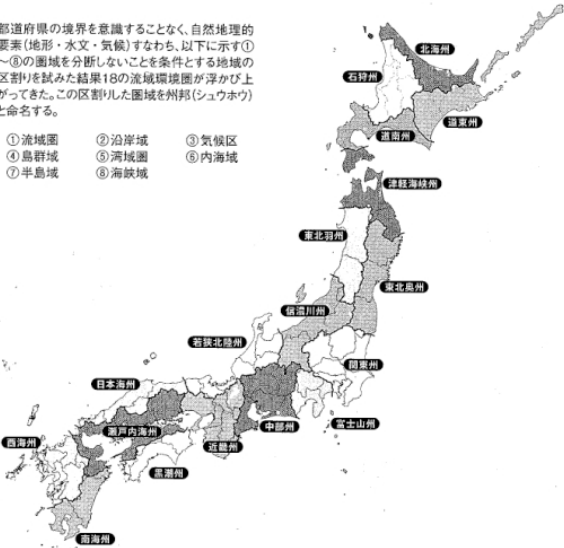 都道府県の境界を意識することなく、自然地理的
要素(地形・水文・気候)すなわち、以下に示す①
〜⑧の圏域を分断しないことを条件とする地域の
区割りを試みた結果18の流域環圏が浮かび上
がってきた。この区割りした圏域を州邦(シュウホウ)
と命名する。
①流域圏 ②沿岸域 ③気候区
④島群域 ⑤湾域圏 ⑥内海域
⑦半島域 ⑧海峡域
北海州
石狩州
道東州
道南州
津軽海峡州
東北羽州
東北奥州
信濃川州
若狭北陸州
関東州
日本海州
富士山州
中部州
瀬戸内海州
西海州
近畿州
黒潮州
南海州